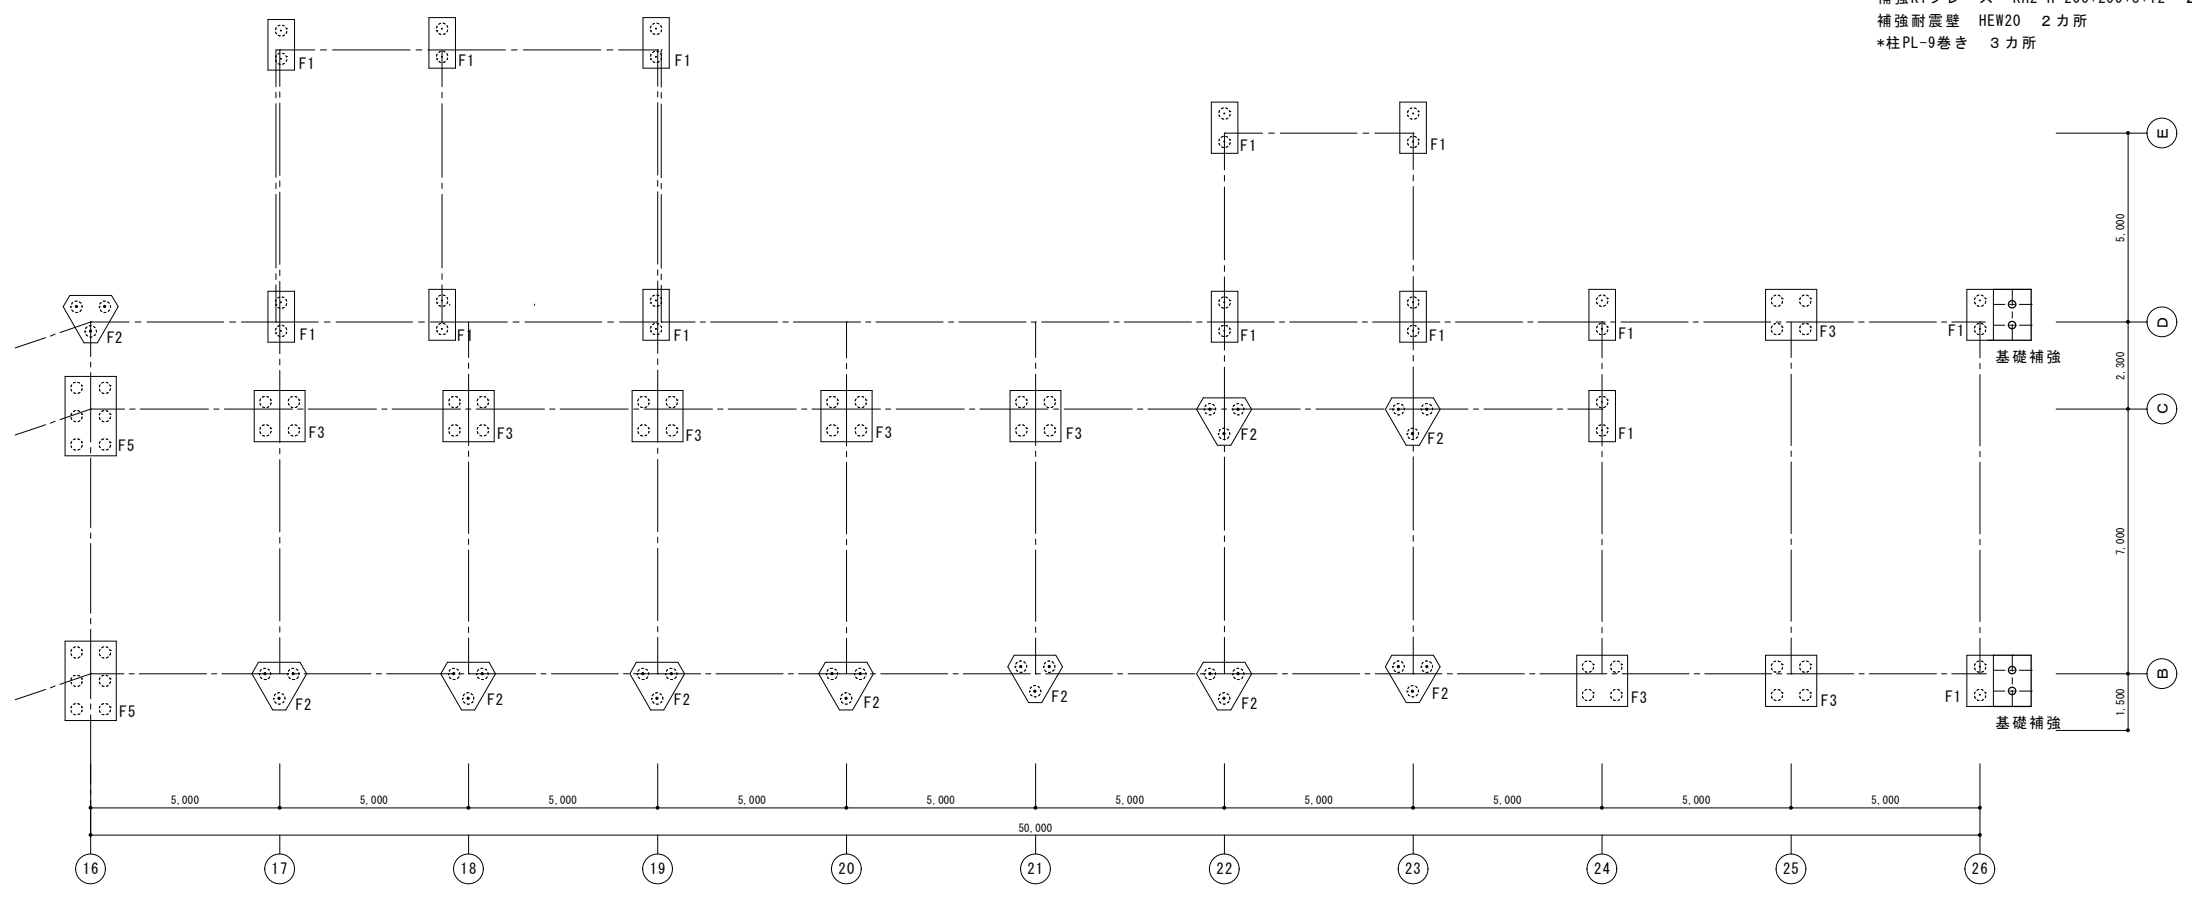 補強耐震壁 HEW20 2カ所
*柱PL-9巻き 3カ所
F1 F1 F1
F1 F1
E
5,000
F2 F1 F1 F1 F1 F1 F1 F3 F1
D
基礎補強
2,300
F5 F3 F3 F3 F3 F3 F2 F2 F1
C
7,000
F5 F2 F2 F2 F2 F2 F2 F2 F3 F3 F1
B
基礎補強
1,500
5,000 5,000 5,000 5,000 5,000 5,000 5,000 5,000 5,000 5,000
50,000
16 17 18 19 20 21 22 23 24 25 26